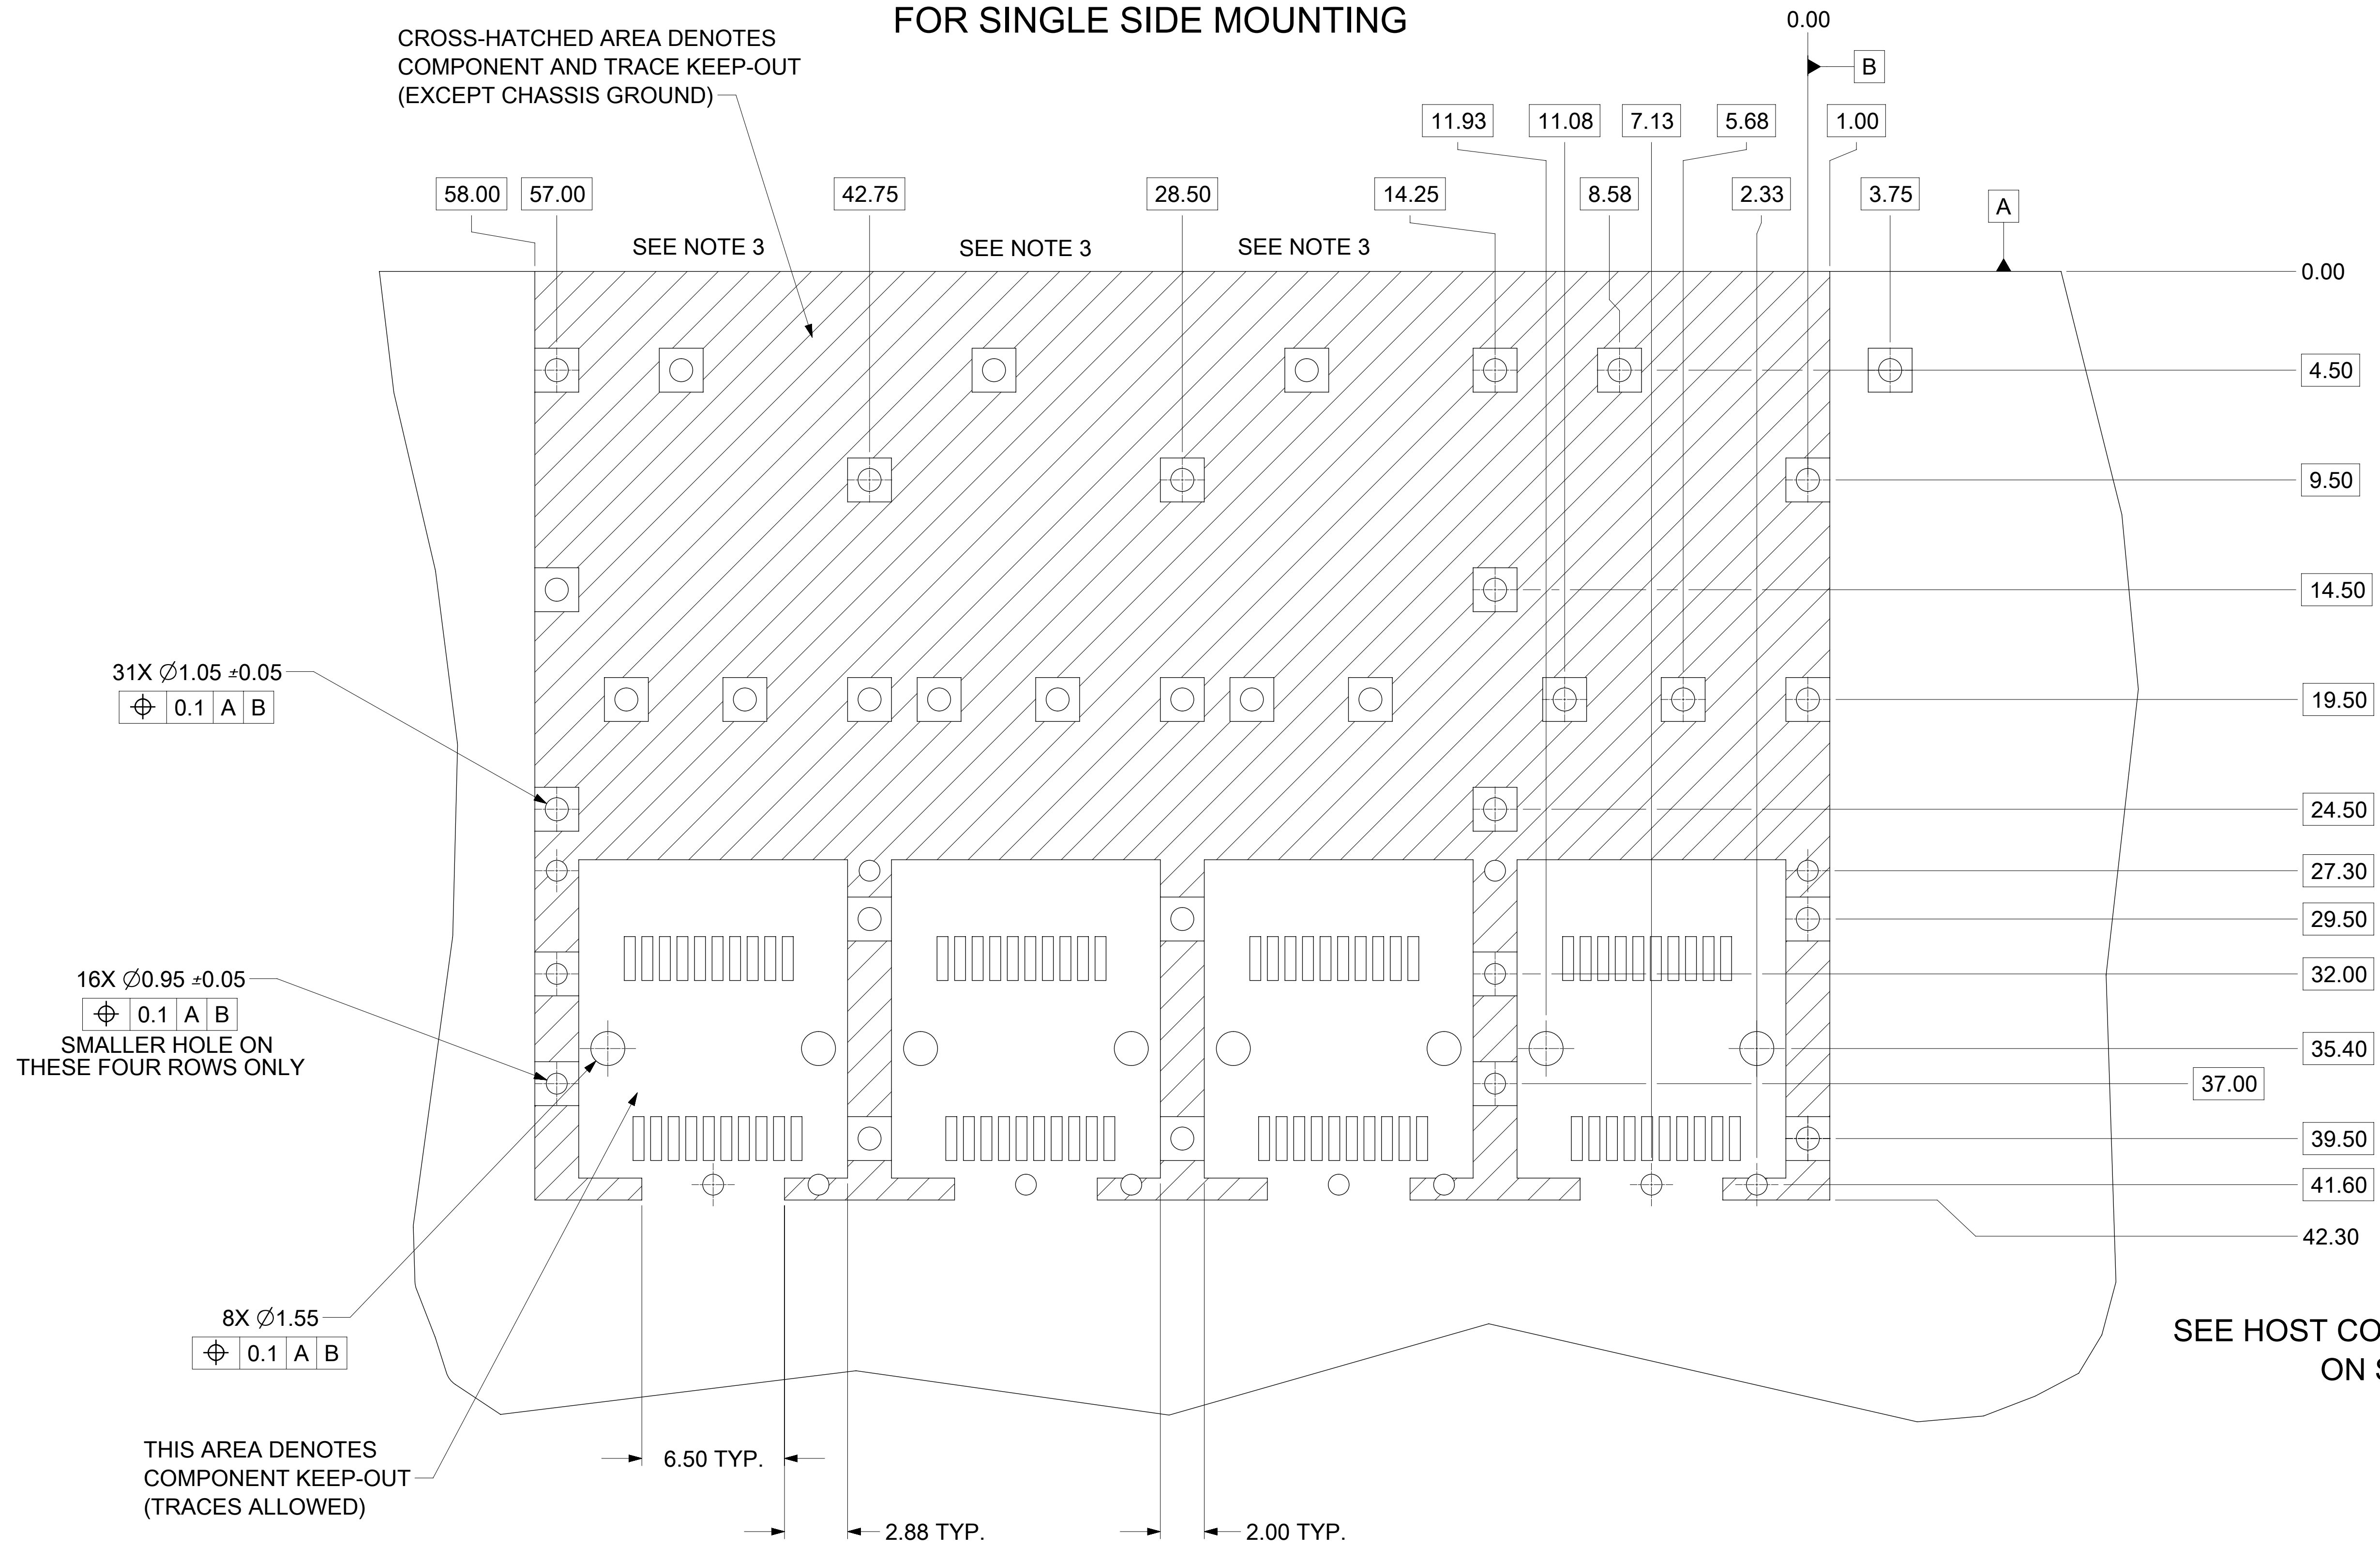 FOR SINGLE SIDE MOUNTING
0.00
CROSS-HATCHED AREA DENOTES
COMPONENT AND TRACE KEEP-OUT
(EXCEPT CHASSIS GROUND)
B
11.93 11.08 7.13 5.68 1.00
58.00 57.00 42.75 28.50 14.25 8.58 2.33 3.75
A
SEE NOTE 3 SEE NOTE 3 SEE NOTE 3
0.00
4.50
9.50
14.50
31X ∅1.05 ±0.05
⌖ 0.1 A B
19.50
24.50
27.30
29.50
32.00
16X ∅0.95 ±0.05
⌖ 0.1 A B
SMALLER HOLE ON
THESE FOUR ROWS ONLY
35.40
37.00
39.50
41.60
42.30
8X ∅1.55
⌖ 0.1 A B
SEE HOST CO
ON S
THIS AREA DENOTES
COMPONENT KEEP-OUT
(TRACES ALLOWED)
6.50 TYP.
2.88 TYP. 2.00 TYP.